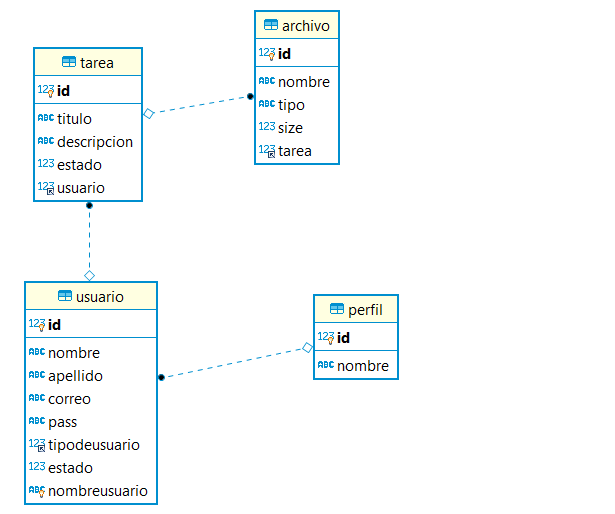 tarea
123 id
ABC titulo
ABC descripcion
123 estado
123 usuario
archivo
123 id
ABC nombre
ABC tipo
123 size
123 tarea
usuario
123 id
ABC nombre
ABC apellido
ABC correo
ABC pass
123 tipodeusuario
123 estado
ABC nombreusuario
perfil
123 id
ABC nombre